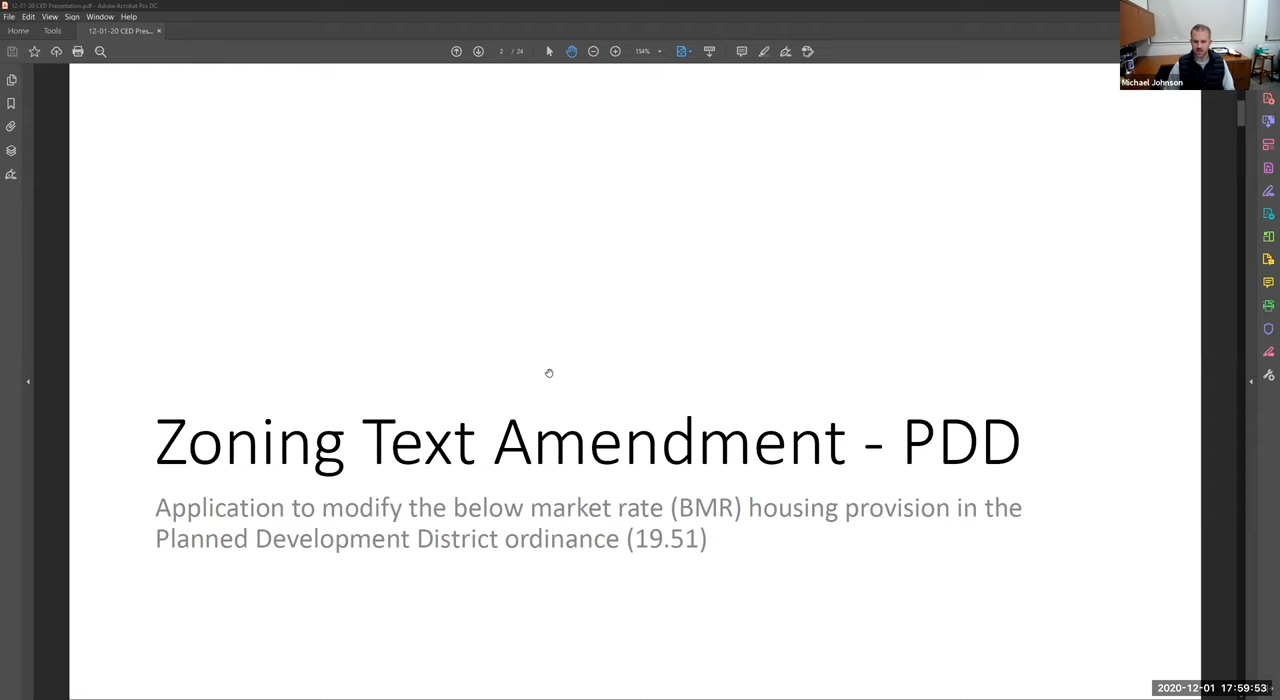 12-01-20 CED Presentation.pdf - Adobe Acrobat Pro DC
File Edit View Sign Window Help
Home Tools 12-01-20 CED Pres... ×
2 / 24 154%
Michael Johnson
Zoning Text Amendment - PDD
Application to modify the below market rate (BMR) housing provision in the
Planned Development District ordinance (19.51)
2020-12-01 17:59:53